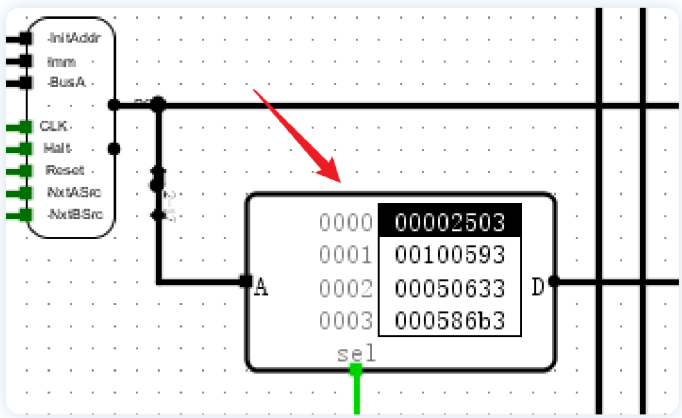 InitAddr
Imm
BusA
CLK
Halt
Reset
NxtASrc
NxtBSrc
0000 00002503
0001 00100593
0002 00050633
0003 000586b3
A
D
sel